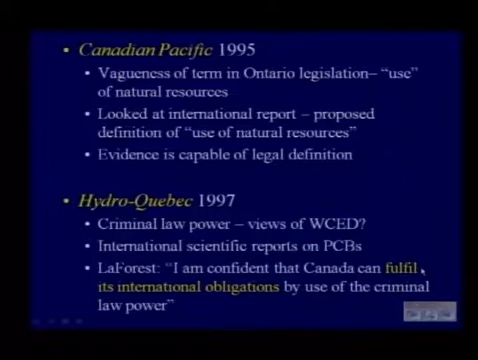 Canadian Pacific 1995
Vagueness of term in Ontario legislation– "use"
of natural resources
Looked at international report – proposed
definition of "use of natural resources"
Evidence is capable of legal definition
Hydro-Quebec 1997
Criminal law power – views of WCED?
International scientific reports on PCBs
LaForest: "I am confident that Canada can fulfil
its international obligations by use of the criminal
law power"